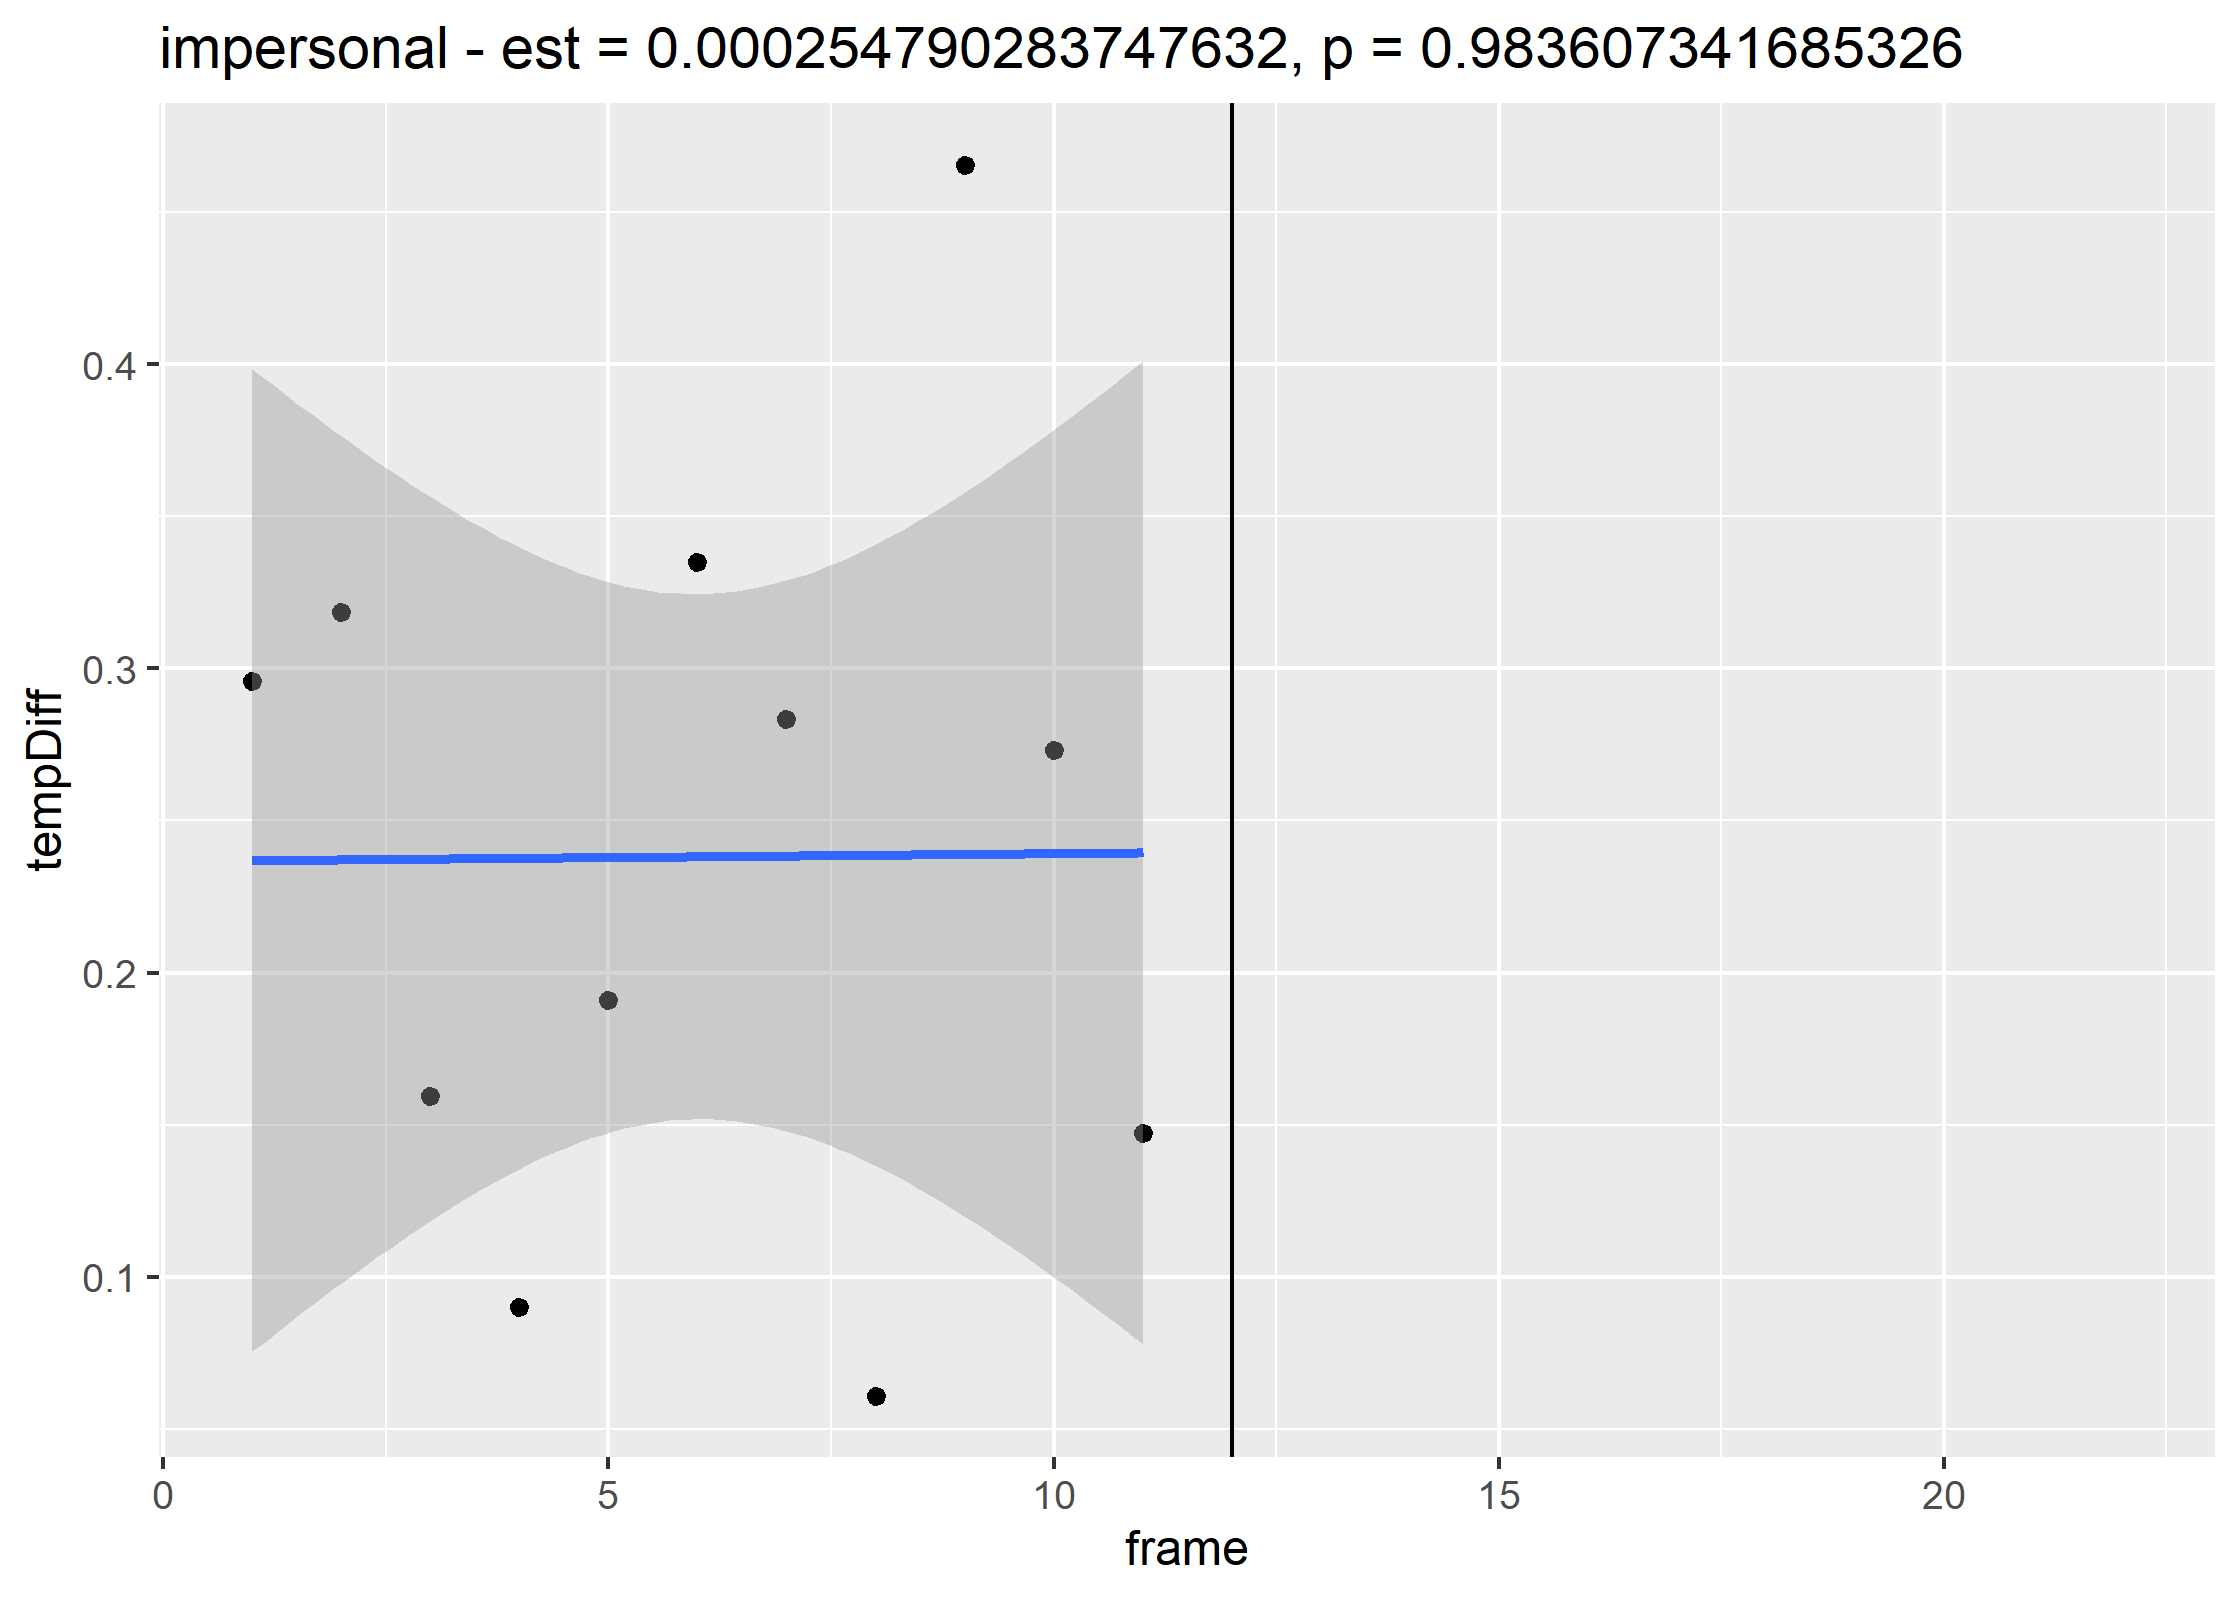 impersonal - est = 0.000254790283747632, p = 0.983607341685326
tempDiff
0.4
0.3
0.2
0.1
0 5 10 15 20
frame